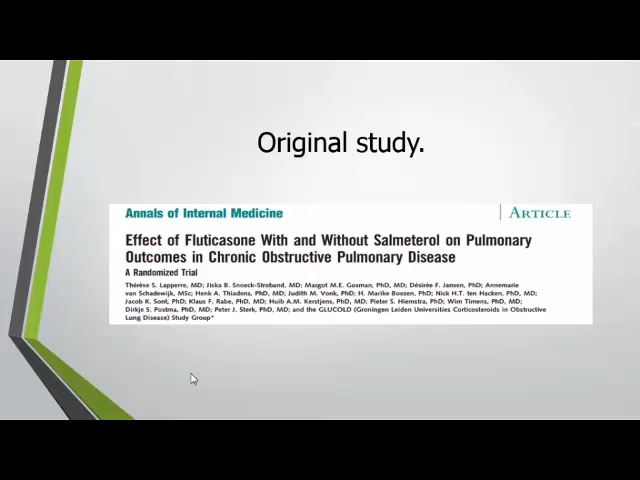 Original study.
Annals of Internal Medicine | ARTICLE
Effect of Fluticasone With and Without Salmeterol on Pulmonary
Outcomes in Chronic Obstructive Pulmonary Disease
A Randomized Trial
Thérèse S. Lapperre, MD; Jiska B. Snoeck-Stroband, MD; Margot M.E. Gosman, PhD, MD; Désirée F. Jansen, PhD; Annemarie
van Schadewijk, MSc; Henk A. Thiadens, PhD, MD; Judith M. Vonk, PhD; H. Marike Boezen, PhD; Nick H.T. ten Hacken, PhD, MD;
Jacob K. Sont, PhD; Klaus F. Rabe, PhD, MD; Huib A.M. Kerstjens, PhD, MD; Pieter S. Hiemstra, PhD; Wim Timens, PhD, MD;
Dirkje S. Postma, PhD, MD; Peter J. Sterk, PhD, MD; and the GLUCOLD (Groningen Leiden Universities Corticosteroids in Obstructive
Lung Disease) Study Group*